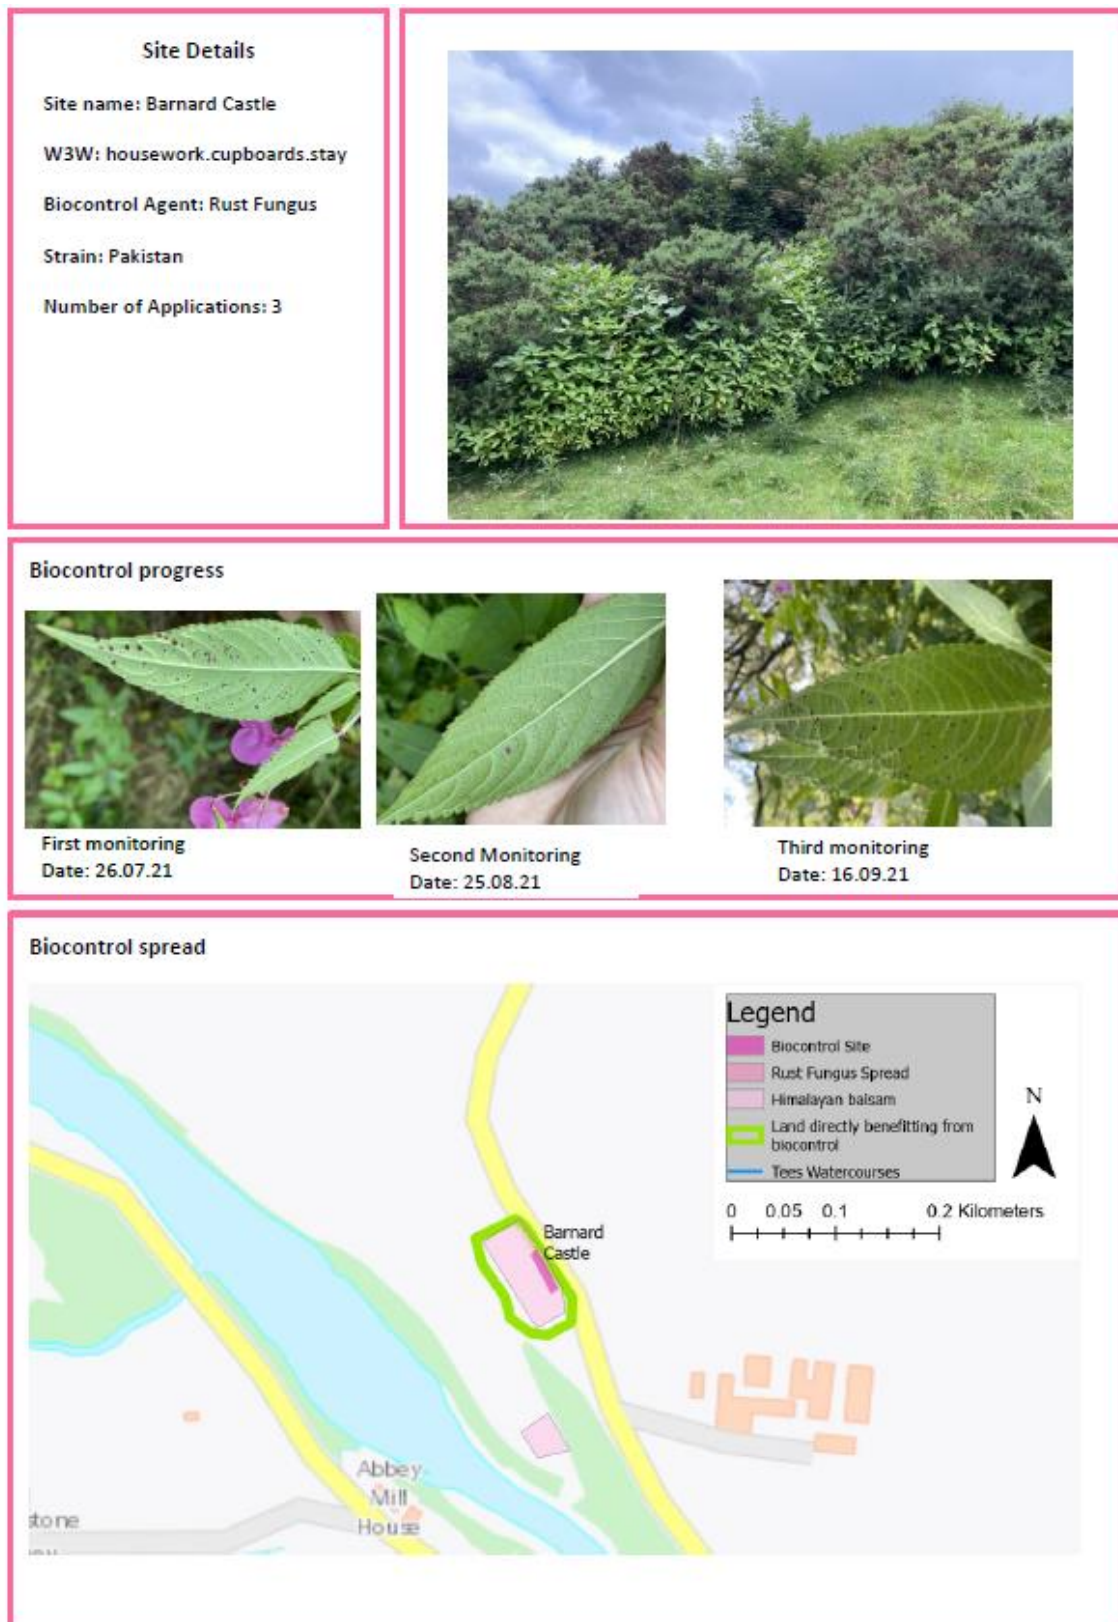 Site Details
Site name: Barnard Castle
W3W: housework.cupboards.stay
Biocontrol Agent: Rust Fungus
Strain: Pakistan
Number of Applications: 3
Biocontrol progress
First monitoring
Date: 26.07.21
Second Monitoring
Date: 25.08.21
Third monitoring
Date: 16.09.21
Biocontrol spread
Legend
Biocontrol Site
Rust Fungus Spread
Himalayan balsam
Land directly benefitting from
biocontrol
Tees Watercourses
N
0 0.05 0.1 0.2 Kilometers
Barnard
Castle
Abbey
Mill
House
stone